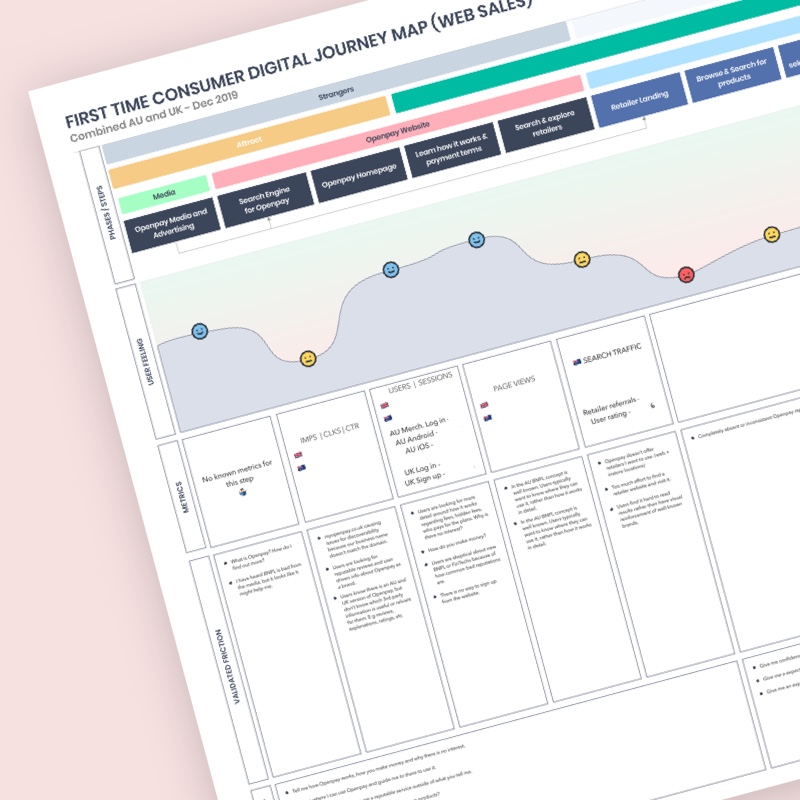 FIRST TIME CONSUMER DIGITAL JOURNEY MAP (WEB SALES)
Combined AU and UK - Dec 2019
PHASES / STEPS
Strangers
Attract
Media
Openpay Website
Openpay Media and
Advertising
Search Engine
for Openpay
Openpay Homepage
Learn how it works &
payment terms
Search & explore
retailers
Retailer Landing
Browse & Search for
products
USER FEELING
METRICS
No known metrics for
this step
IMPS | CLKS | CTR
USERS | SESSIONS
AU Merch. Log in -
AU Android -
AU iOS -
UK Log in -
UK Sign up -
PAGE VIEWS
SEARCH TRAFFIC
Retailer referrals -
User rating - 6
VALIDATED FRICTION
What is Openpay? How do I
find out more?
I have heard BNPL is bad from
the media, but it looks like it
might help me.
myopenpay.co.uk causing
issues for discoverability
because our business name
doesn't match the domain.
Users are looking for
reputable reviews and user
driven info about Openpay as
a brand.
Users know there is an AU and
UK version of Openpay, but
don't know which 3rd party
information is useful or relevant
for them. E.g reviews,
explanations, ratings, etc.
Users are looking for more
detail around how it works
regarding fees, hidden fees,
who pays for the plans. Why is
there no interest?
How do you make money?
Users are skeptical about new
BNPL or FinTechs because of
how common bad reputations
are.
There is no way to sign up
from the website.
In the AU BNPL concept is
well known. Users typically
want to know where they can
use it, rather than how it works
in detail.
In the AU BNPL concept is
well known. Users typically
want to know where they can
use it, rather than how it works
in detail.
Openpay doesn't offer
retailers I want to use (web +
instore locations)
Too much effort to find a
retailer website and visit it.
Users find it hard to read
results rather than have visual
reinforcement of well known
brands.
Completely absent or inconsistent Openpay
Tell me how Openpay works, how you make money and why there is no interest.
where I can use Openpay and guide me to there to use it.
me a reputable service outside of what you tell me.
products?
Give me
Give me a
Give me an